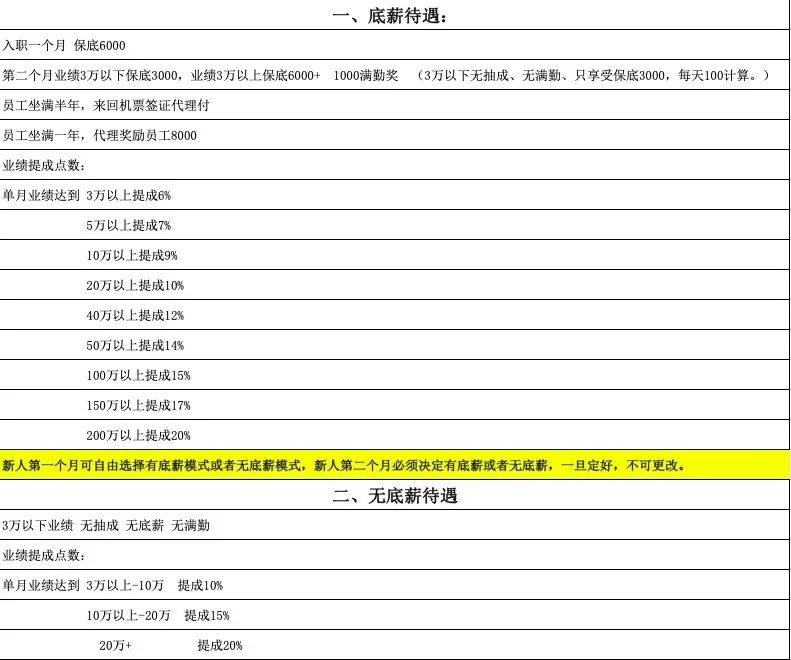 一、底薪待遇：
入职一个月 保底6000
第二个月业绩3万以下保底3000，业绩3万以上保底6000+ 1000满勤奖 （3万以下无抽成、无满勤、只享受保底3000，每天100计算。）
员工坐满半年，来回机票签证代理付
员工坐满一年，代理奖励员工8000
业绩提成点数：
单月业绩达到 3万以上提成6%
5万以上提成7%
10万以上提成9%
20万以上提成10%
40万以上提成12%
50万以上提成14%
100万以上提成15%
150万以上提成17%
200万以上提成20%
新人第一个月可自由选择有底薪模式或者无底薪模式，新人第二个月必须决定有底薪或者无底薪，一旦定好，不可更改。
二、无底薪待遇
3万以下业绩 无抽成 无底薪 无满勤
业绩提成点数：
单月业绩达到 3万以上-10万 提成10%
10万以上-20万 提成15%
20万+ 提成20%